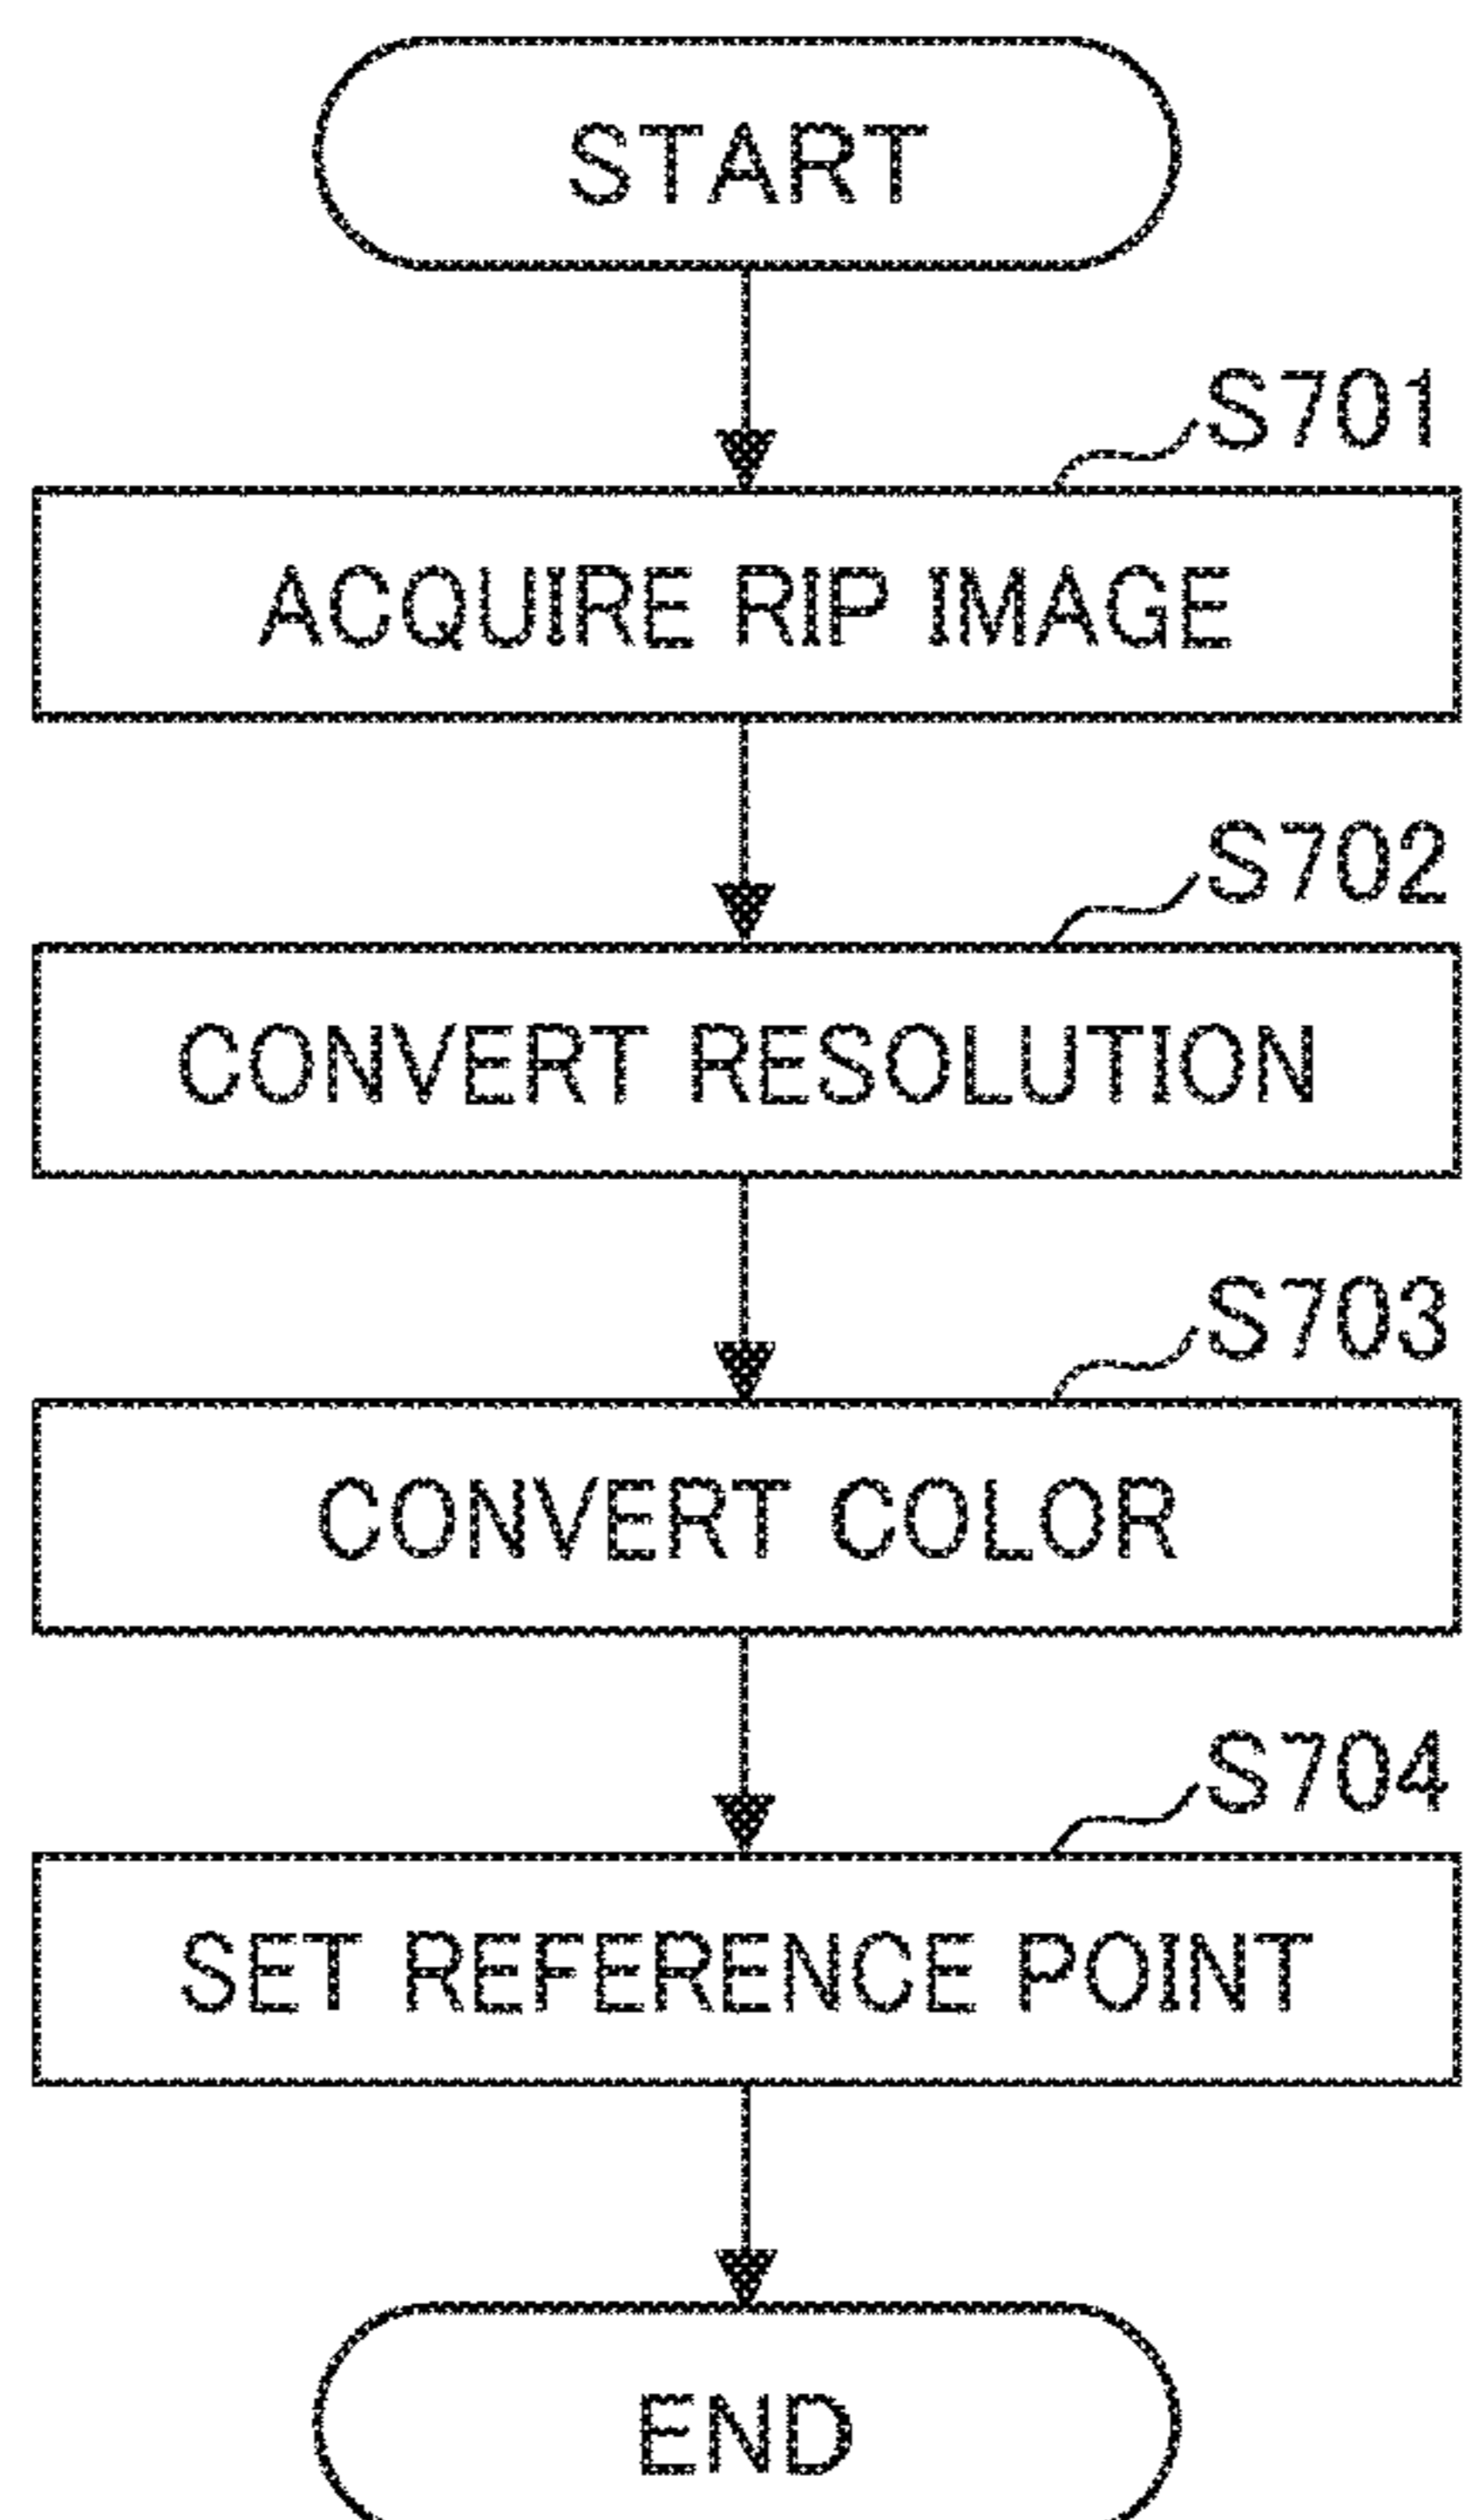 START
S701
ACQUIRE RIP IMAGE
S702
CONVERT RESOLUTION
S703
CONVERT COLOR
S704
SET REFERENCE POINT
END